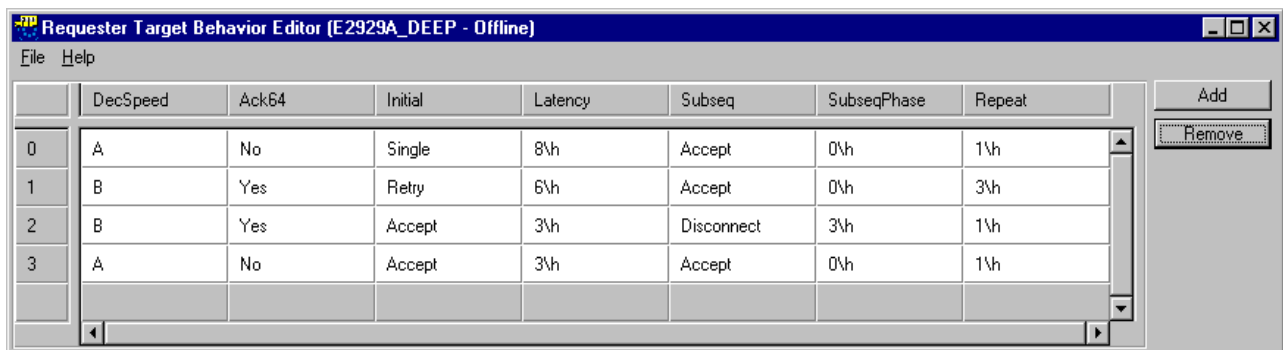 Requester Target Behavior Editor (E2929A_DEEP - Offline)
File Help
DecSpeed Ack64 Initial Latency Subseq SubseqPhase Repeat Add
Remove
0 A No Single 8\h Accept 0\h 1\h
1 B Yes Retry 6\h Accept 0\h 3\h
2 B Yes Accept 3\h Disconnect 3\h 1\h
3 A No Accept 3\h Accept 0\h 1\h